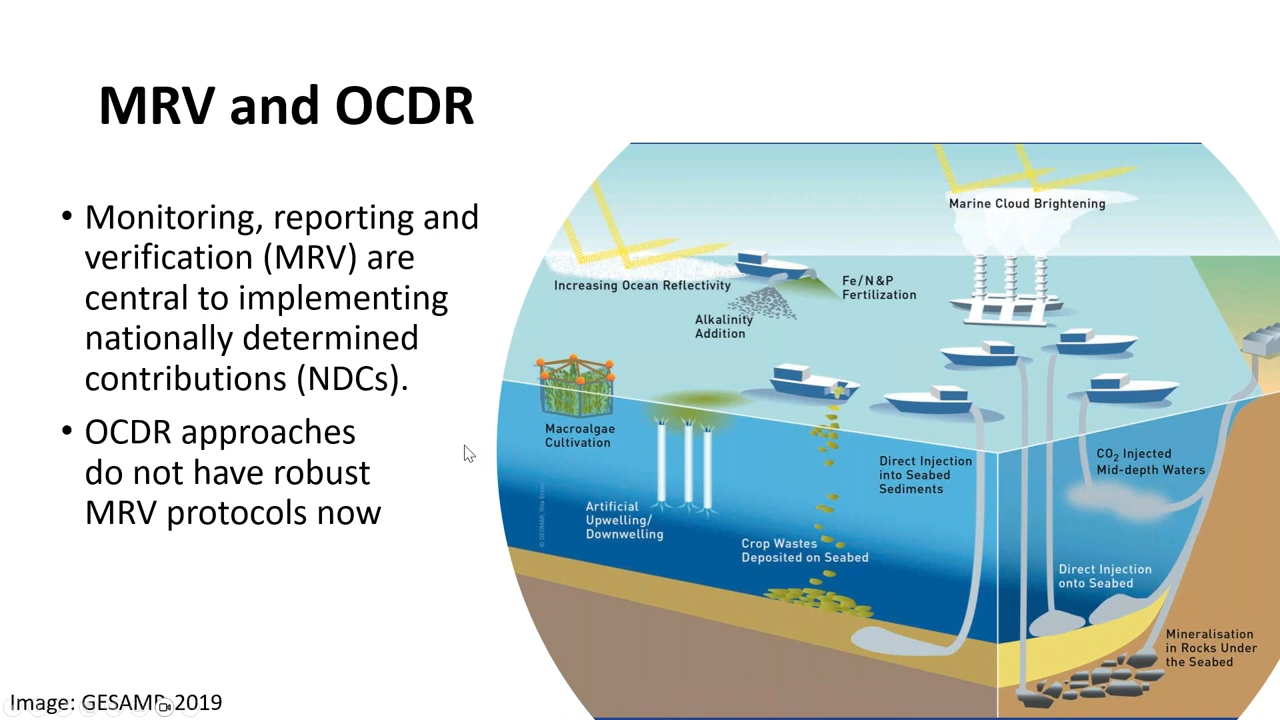 MRV and OCDR
• Monitoring, reporting and
verification (MRV) are
central to implementing
nationally determined
contributions (NDCs).
• OCDR approaches
do not have robust
MRV protocols now
Marine Cloud Brightening
Increasing Ocean Reflectivity
Fe/N&P
Fertilization
Alkalinity
Addition
Macroalgae
Cultivation
Artificial
Upwelling/
Downwelling
Crop Wastes
Deposited on Seabed
Direct Injection
into Seabed
Sediments
CO₂ Injected
Mid-depth Waters
Direct Injection
onto Seabed
Mineralisation
in Rocks Under
the Seabed
Image: GESAMP 2019